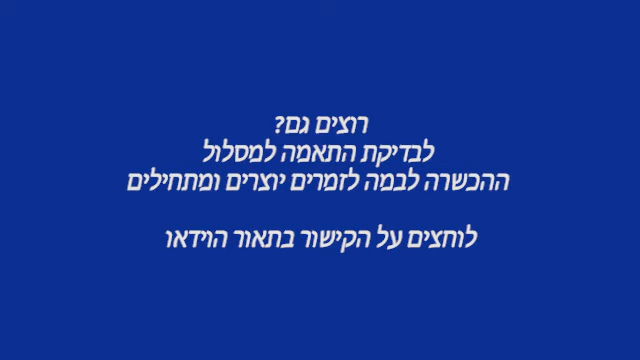 רוצים גם?
לבדיקת התאמה למסלול
ההכשרה לבמה לזמרים יוצרים ומתחילים
לוחצים על הקישור בתאור הוידאו